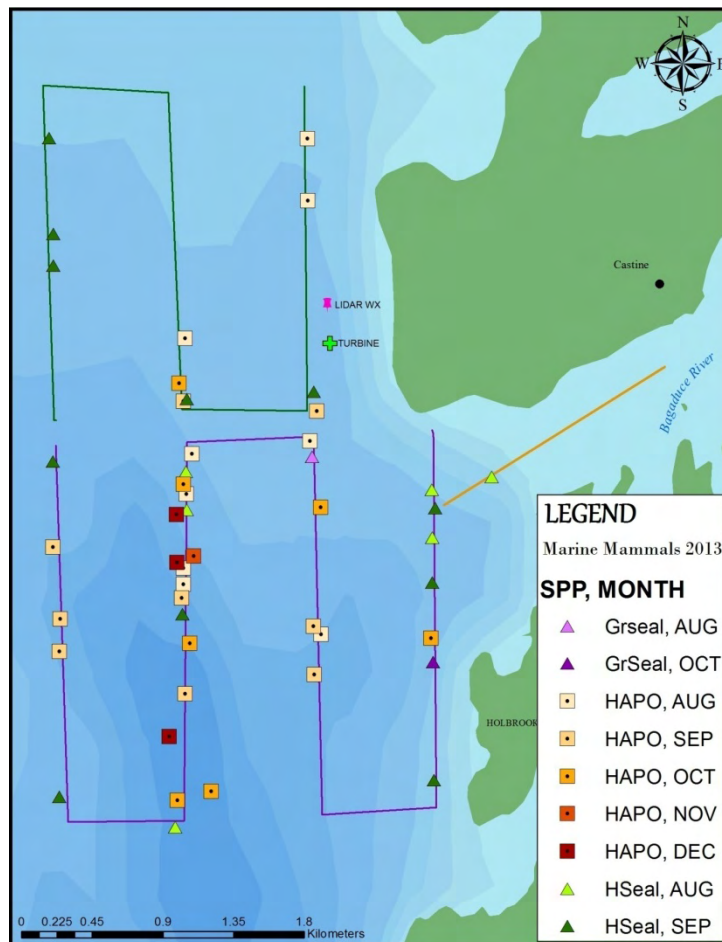 N
W E
S
Castine
LIDAR WX
TURBINE
Bagaduce River
LEGEND
Marine Mammals 2013
SPP, MONTH
Grseal, AUG
GrSeal, OCT
HAPO, AUG
HAPO, SEP
HOLBROOK
HAPO, OCT
HAPO, NOV
HAPO, DEC
HSeal, AUG
HSeal, SEP
0 0.225 0.45 0.9 1.35 1.8
Kilometers